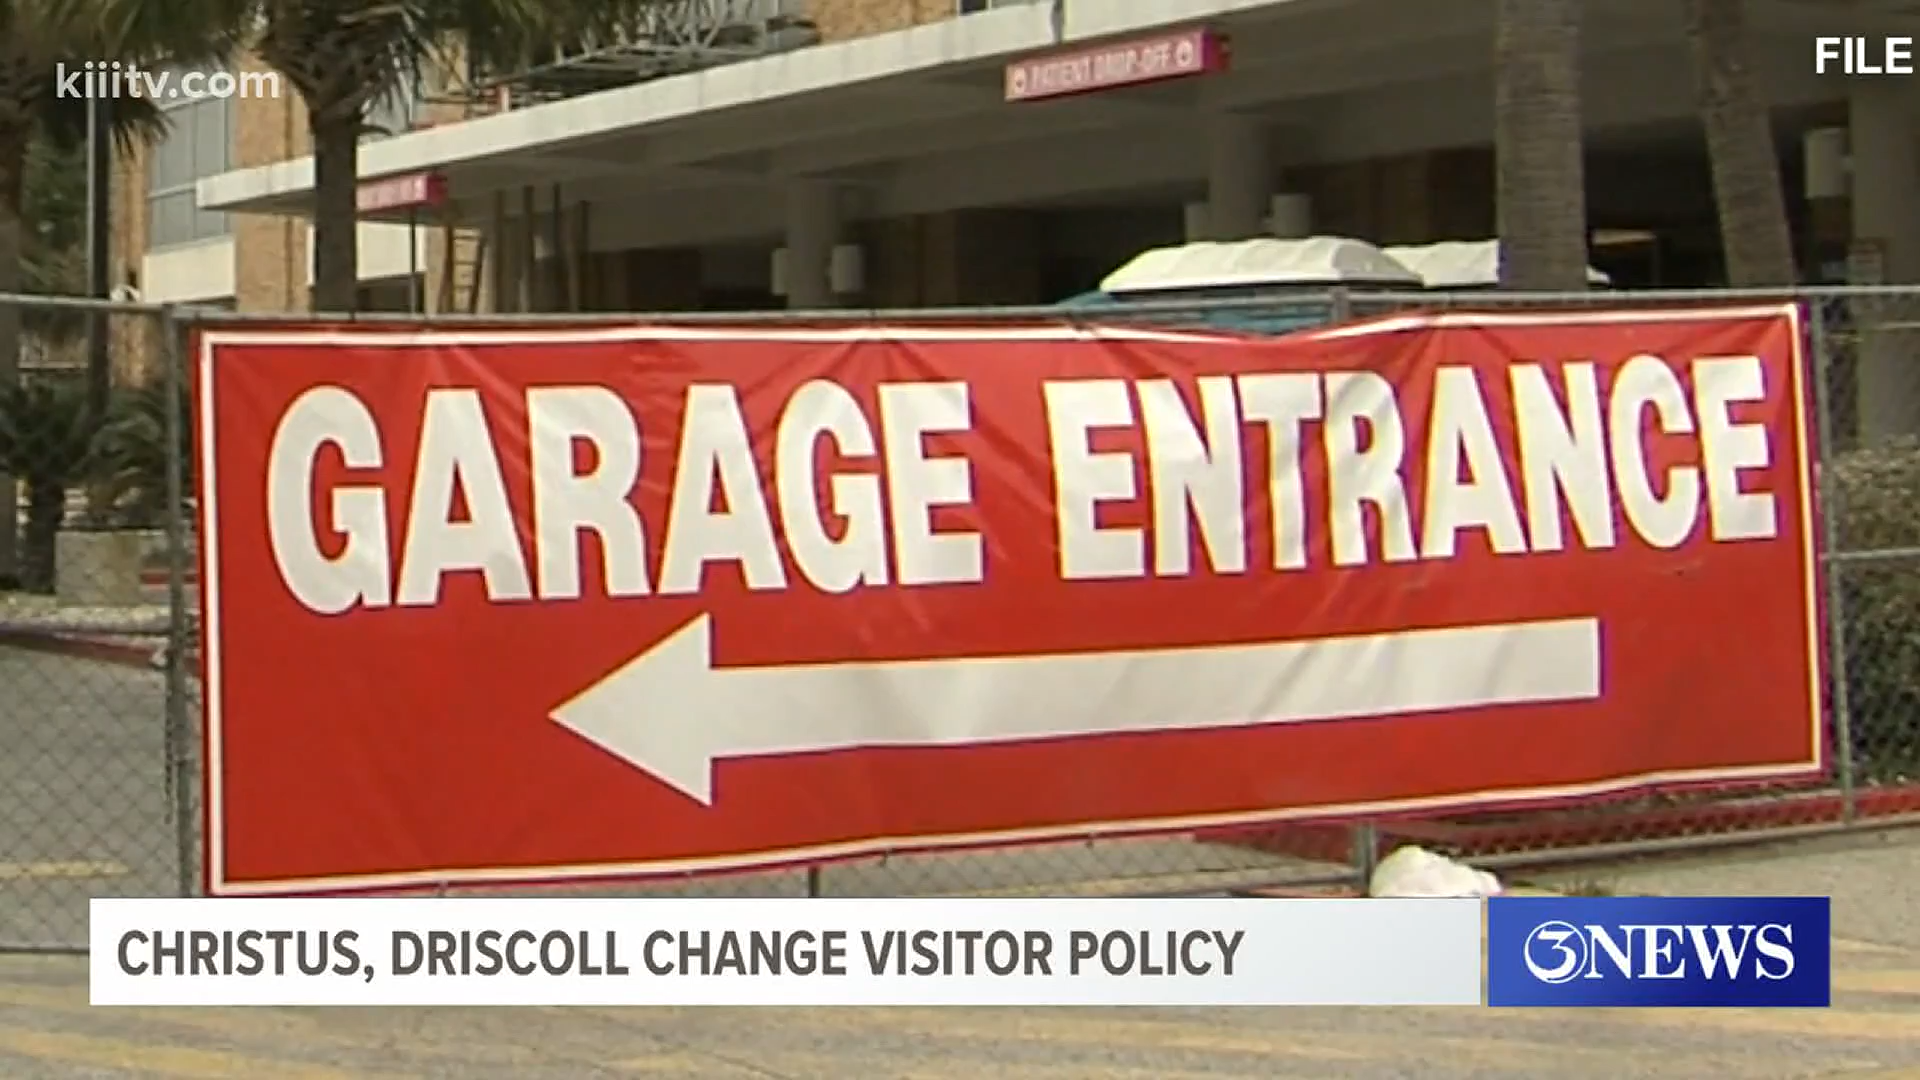 kiiitv.com
FILE
PATIENT DROP-OFF
GARAGE ENTRANCE
CHRISTUS, DRISCOLL CHANGE VISITOR POLICY
3NEWS